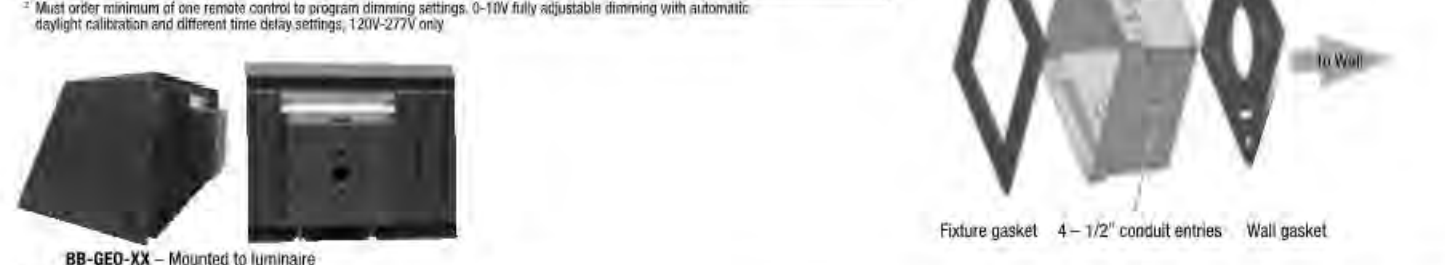 ² Must order minimum of one remote control to program dimming settings. 0-10V fully adjustable dimming with automatic
daylight calibration and different time delay settings, 120V-277V only
to Wall
Fixture gasket 4 – 1/2" conduit entries Wall gasket
BB-GEO-XX – Mounted to luminaire